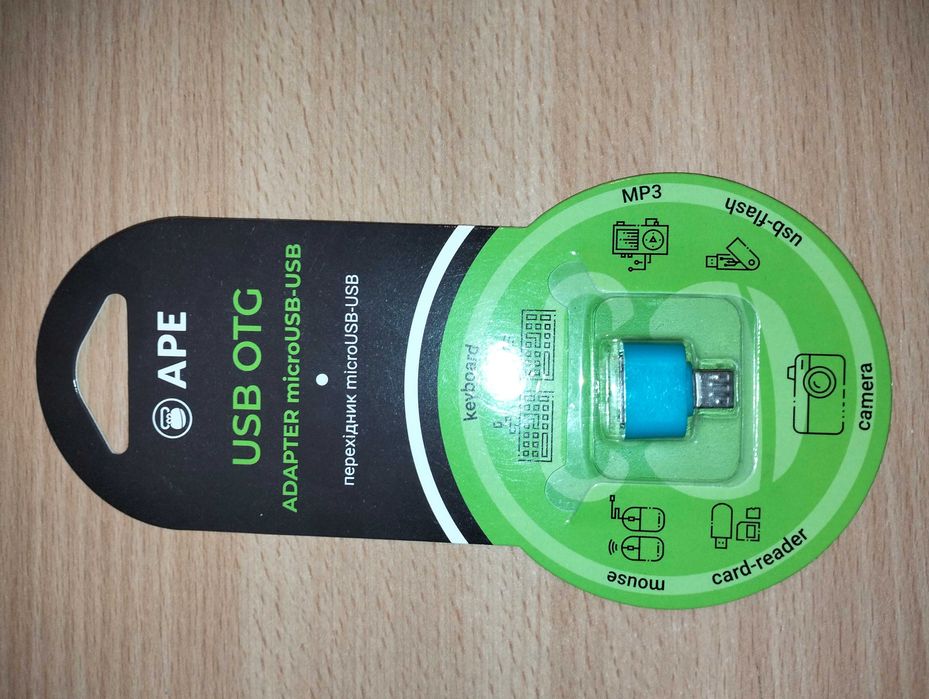 APE
USB OTG
ADAPTER microUSB-USB
перехідник microUSB-USB
keyboard
MP3
usb-flash
camera
card-reader
mouse